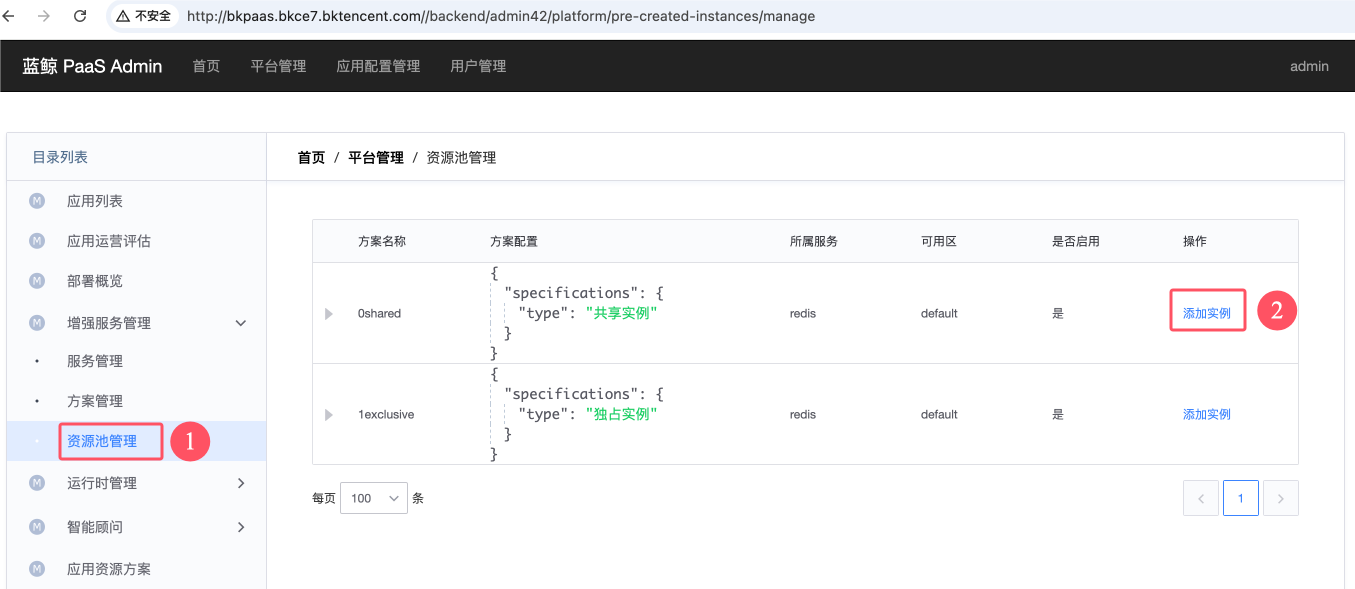 不安全 http://bkpaas.bkce7.bktencent.com//backend/admin42/platform/pre-created-instances/manage
蓝鲸 PaaS Admin 首页 平台管理 应用配置管理 用户管理 admin
目录列表
M 应用列表
M 应用运营评估
M 部署概览
M 增强服务管理
服务管理
方案管理
资源池管理 1
M 运行时管理
M 智能顾问
M 应用资源方案
首页 / 平台管理 / 资源池管理
方案名称 方案配置 所属服务 可用区 是否启用 操作
{
"specifications": {
0shared "type": "共享实例" redis default 是 添加实例 2
}
}
{
"specifications": {
1exclusive "type": "独占实例" redis default 是 添加实例
}
}
每页 100 条 1